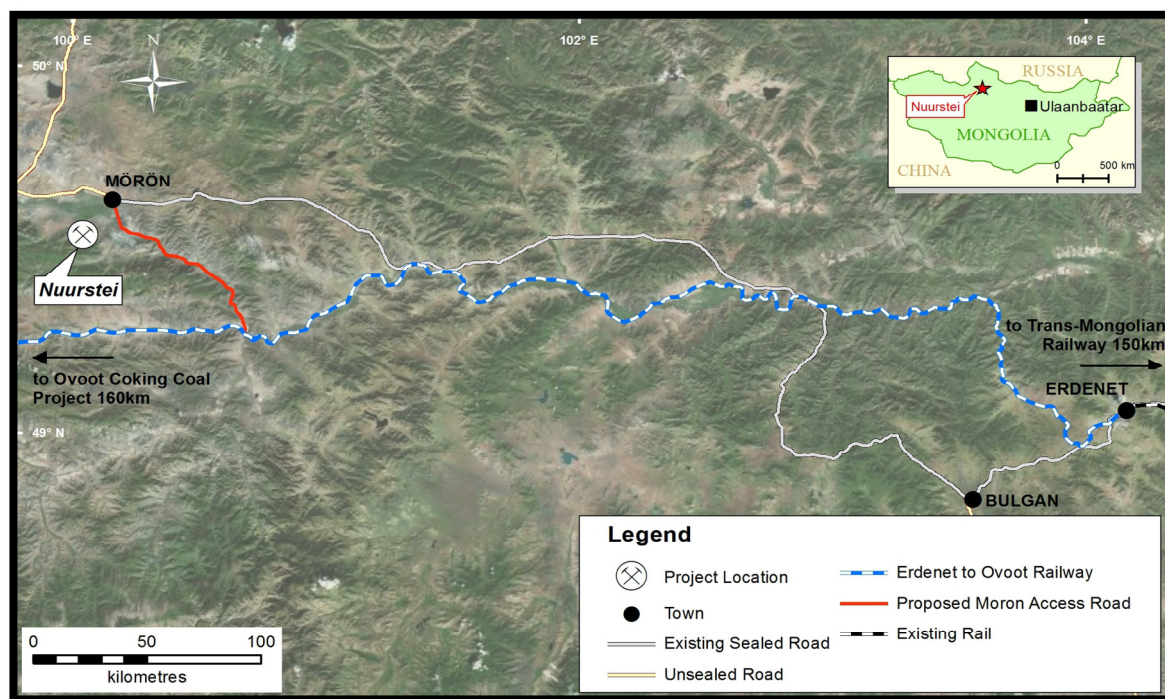 100° E
102° E
104° E
50° N
N
RUSSIA
Nuurstei
Ulaanbaatar
MONGOLIA
CHINA
0
500 km
MÖRÖN
Nuurstei
to Ovoot Coking Coal
Project 160km
to Trans-Mongolian
Railway 150km
ERDENET
49° N
BULGAN
Legend
Project Location
Town
Existing Sealed Road
Unsealed Road
Erdenet to Ovoot Railway
Proposed Moron Access Road
Existing Rail
0
50
100
kilometres